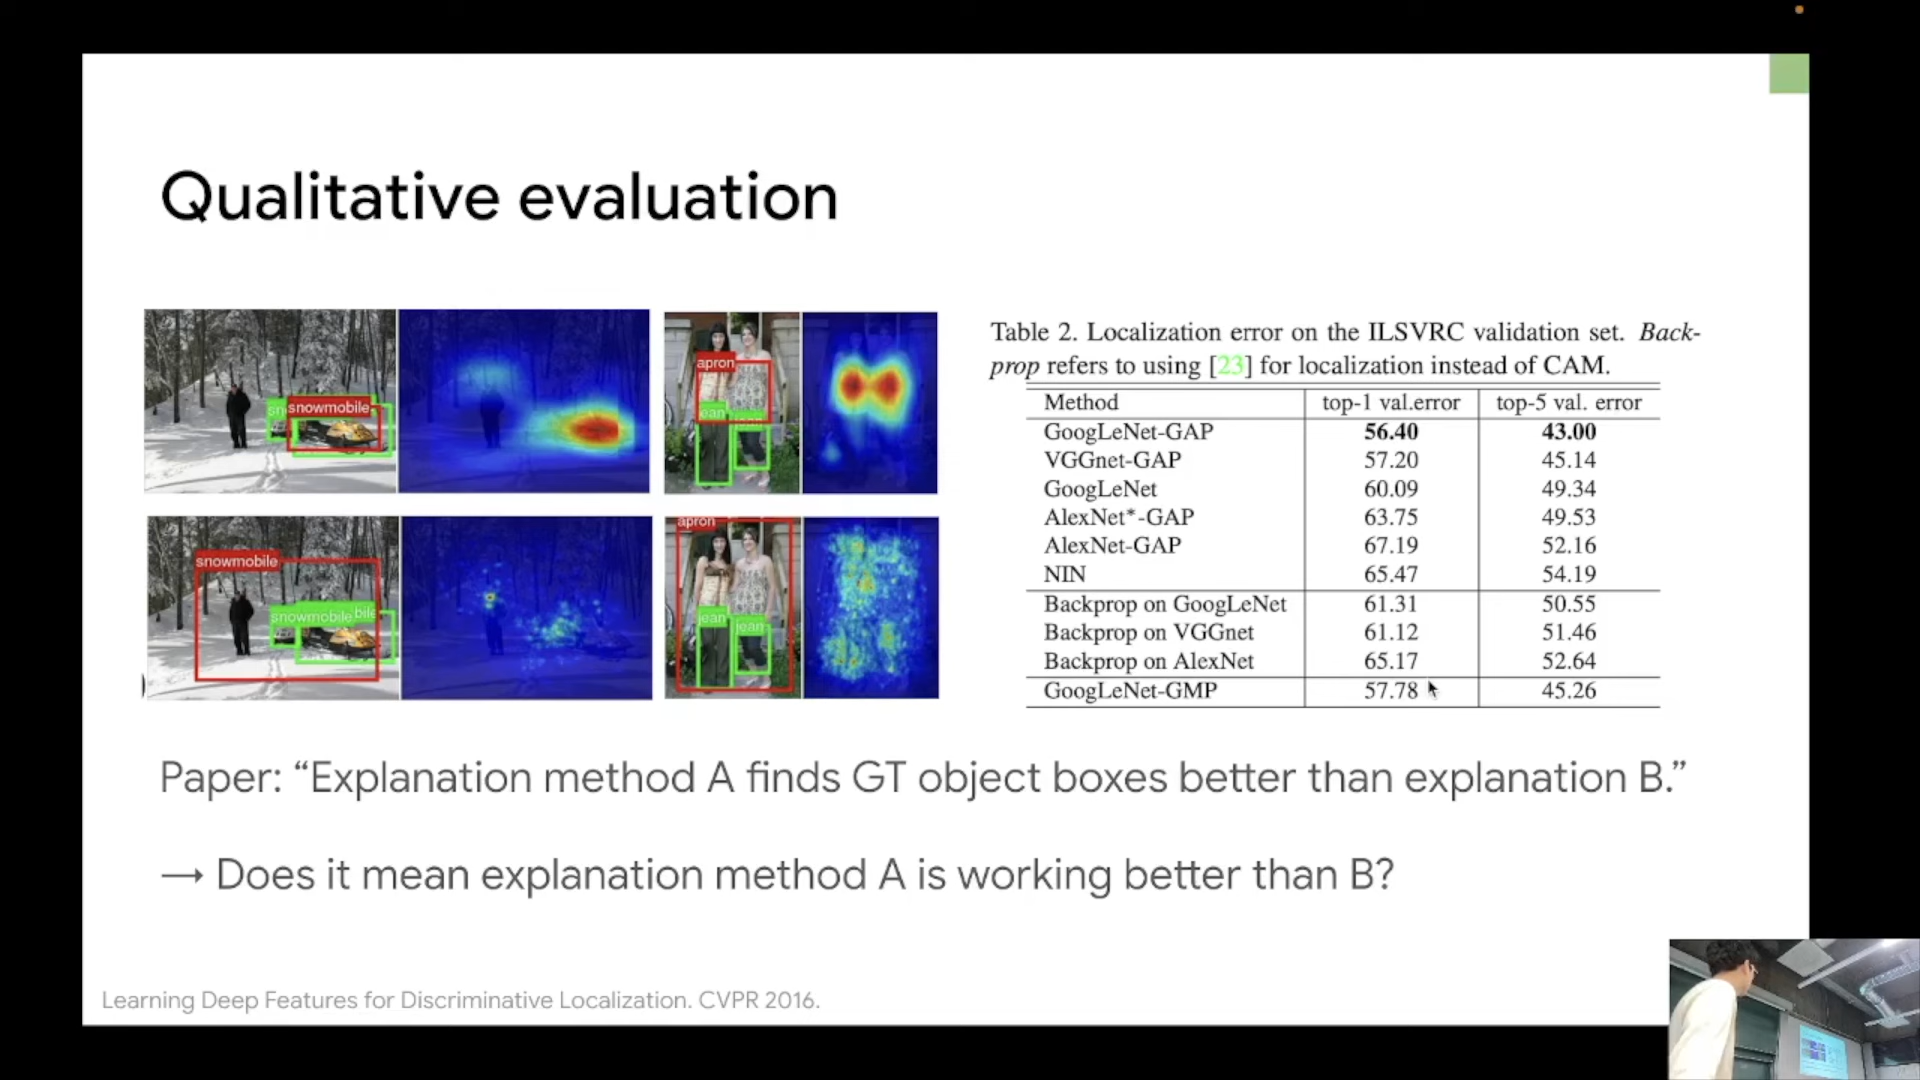 Qualitative evaluation
snowmobile
sn
apron
jean
snowmobile
snowmobile
bile
apron
jean
jean
Table 2. Localization error on the ILSVRC validation set. Back-
prop refers to using [23] for localization instead of CAM.
Method top-1 val.error top-5 val. error
GoogLeNet-GAP 56.40 43.00
VGGnet-GAP 57.20 45.14
GoogLeNet 60.09 49.34
AlexNet*-GAP 63.75 49.53
AlexNet-GAP 67.19 52.16
NIN 65.47 54.19
Backprop on GoogLeNet 61.31 50.55
Backprop on VGGnet 61.12 51.46
Backprop on AlexNet 65.17 52.64
GoogLeNet-GMP 57.78 45.26
Paper: “Explanation method A finds GT object boxes better than explanation B.”
→ Does it mean explanation method A is working better than B?
Learning Deep Features for Discriminative Localization. CVPR 2016.